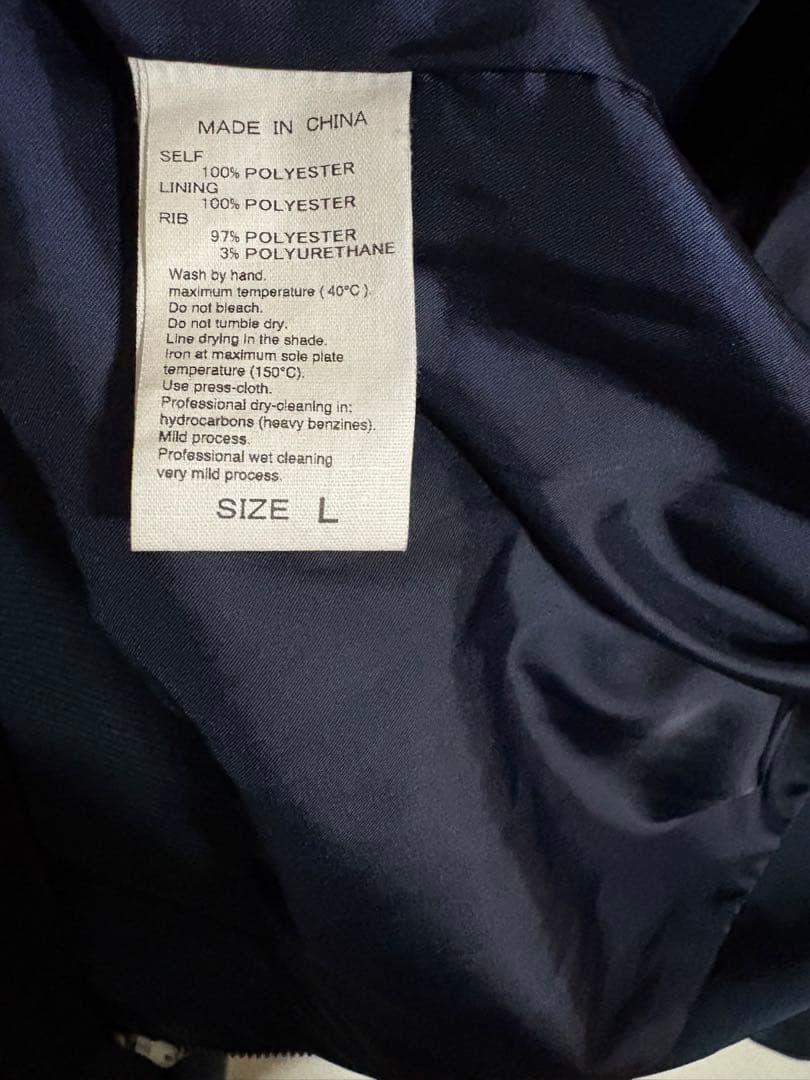 MADE IN CHINA
SELF
100% POLYESTER
LINING
100% POLYESTER
RIB
97% POLYESTER
3% POLYURETHANE
Wash by hand.
maximum temperature ( 40°C ).
Do not bleach.
Do not tumble dry.
Line drying in the shade.
Iron at maximum sole plate
temperature (150°C).
Use press-cloth.
Professional dry-cleaning in:
hydrocarbons (heavy benzines).
Mild process.
Professional wet cleaning
very mild process.
SIZE L